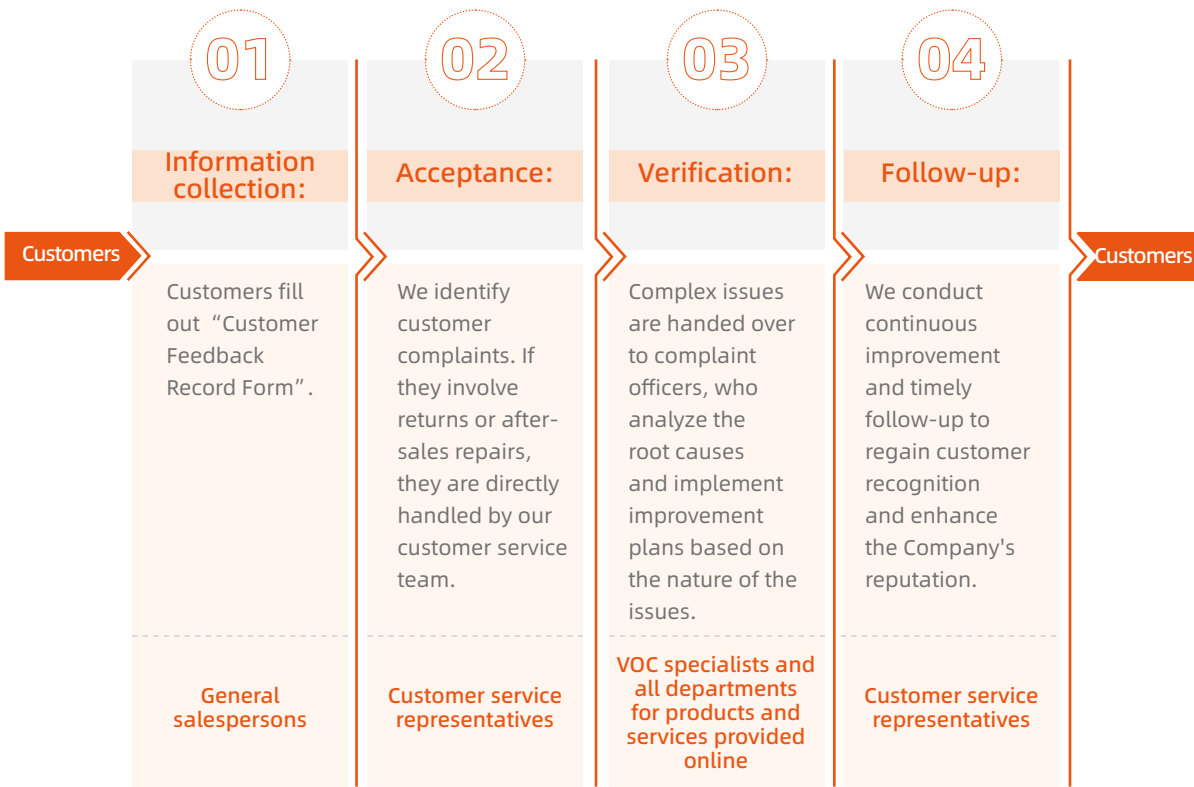 Customers
01
Information
collection:
Customers fill
out “Customer
Feedback
Record Form”.
General
salespersons
02
Acceptance:
We identify
customer
complaints. If
they involve
returns or after-
sales repairs,
they are directly
handled by our
customer service
team.
Customer service
representatives
03
Verification:
Complex issues
are handed over
to complaint
officers, who
analyze the
root causes
and implement
improvement
plans based on
the nature of the
issues.
VOC specialists and
all departments
for products and
services provided
online
04
Follow-up:
We conduct
continuous
improvement
and timely
follow-up to
regain customer
recognition
and enhance
the Company's
reputation.
Customer service
representatives
Customers